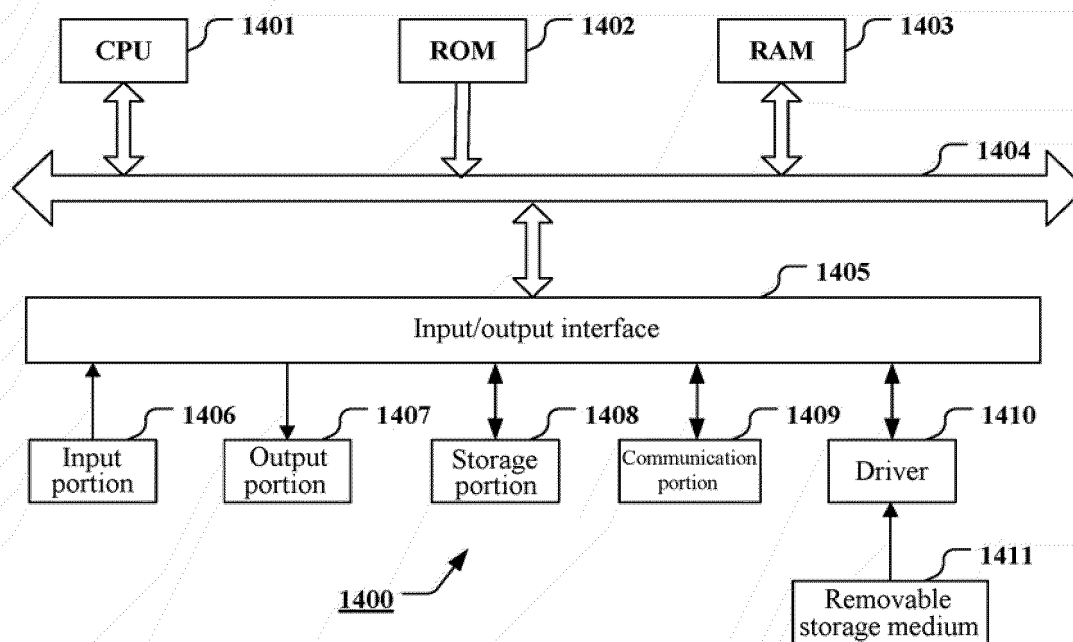 CPU
1401
ROM
1402
RAM
1403
1404
1405
Input/output interface
1406
1407
1408
1409
1410
Input
portion
Output
portion
Storage
portion
Communication
portion
Driver
1400
1411
Removable
storage medium